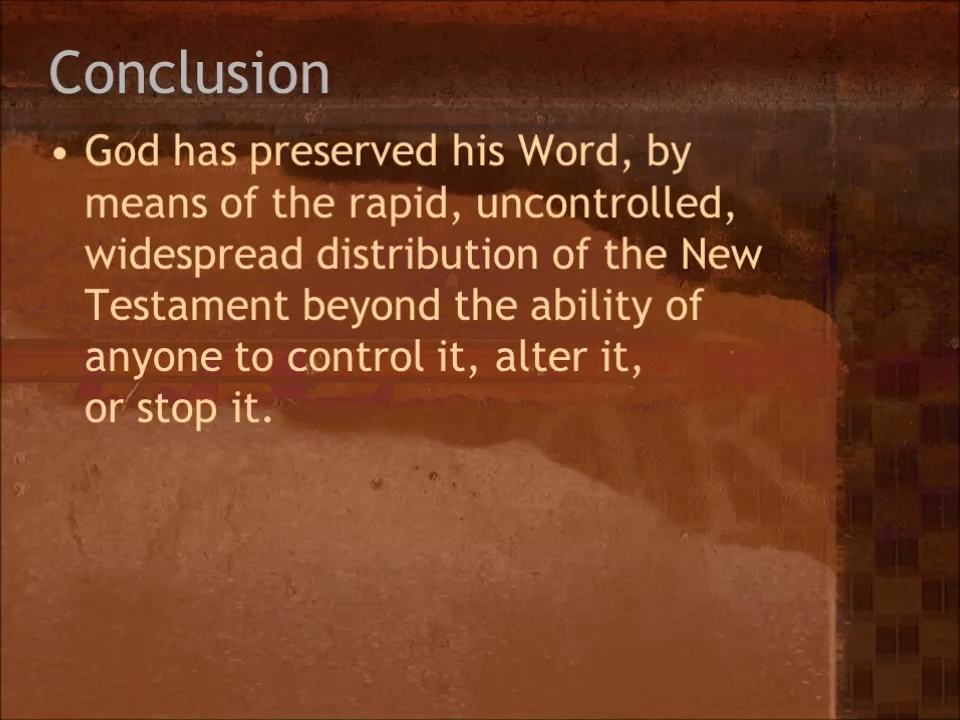 Conclusion
• God has preserved his Word, by
means of the rapid, uncontrolled,
widespread distribution of the New
Testament beyond the ability of
anyone to control it, alter it,
or stop it.